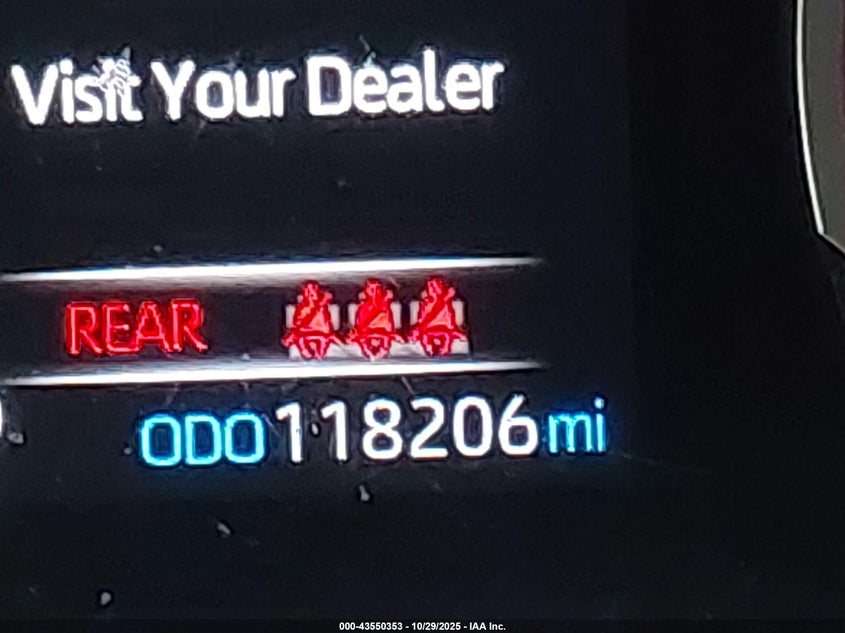 Visit Your Dealer
REAR
ODO 118206 mi
000-43550353 - 10/29/2025 - IAA Inc.